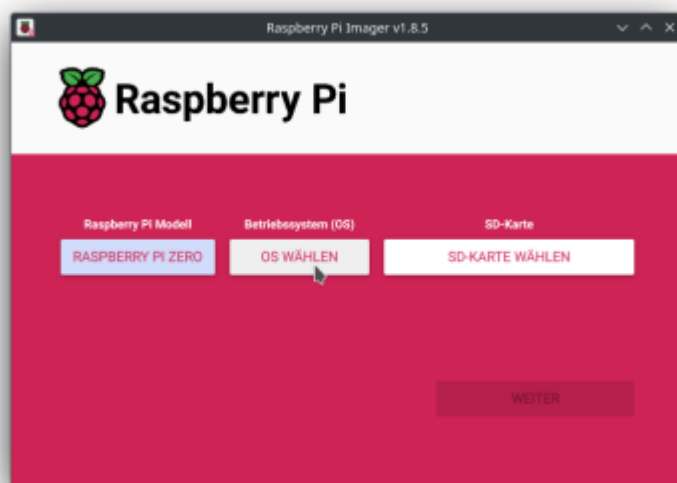 Raspberry Pi Imager v1.8.5
Raspberry Pi
Raspberry Pi Modell
Betriebssystem (OS)
SD-Karte
RASPBERRY PI ZERO
OS WÄHLEN
SD-KARTE WÄHLEN
WEITER